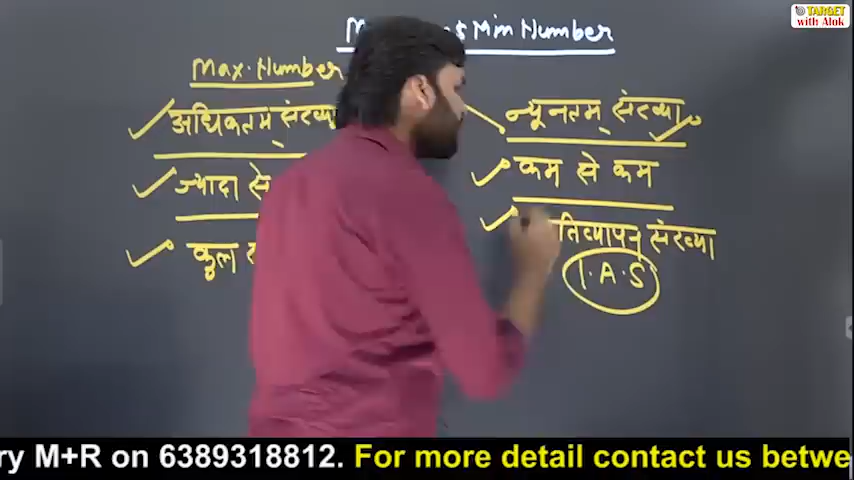 TARGET
with Alok
Min Number
Max. Number
अधिकतम संख्या
ज्यादा से
कुल
न्यूनतम संख्या
कम से कम
तिव्यापन संख्या
I.A.S
ry M+R on 6389318812. For more detail contact us betwe